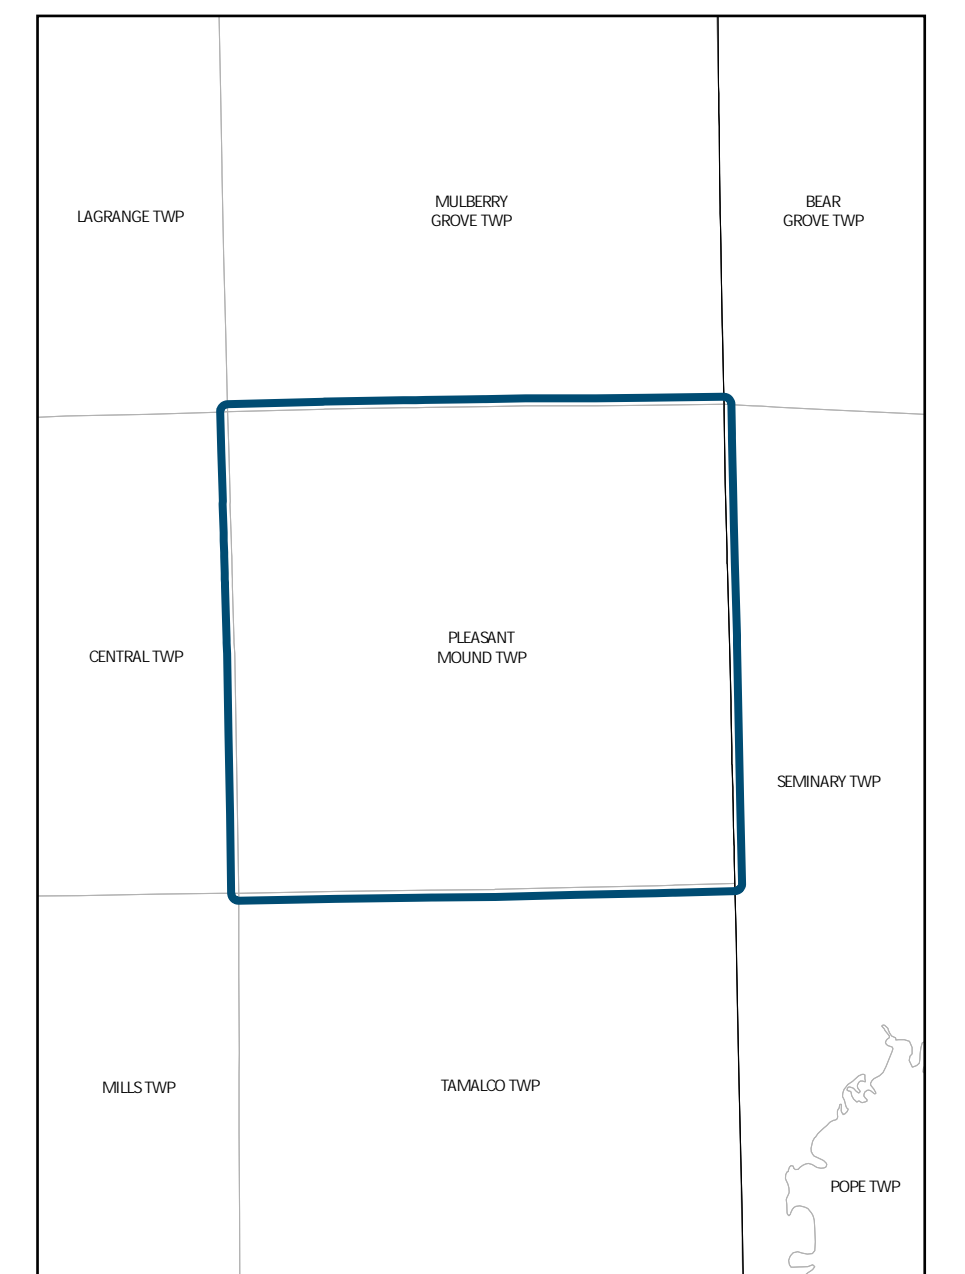 MULBERRY
GROVE TWP
BEAR
GROVE TWP
LAGRANGE TWP
PLEASANT
MOUND TWP
CENTRAL TWP
SEMINARY TWP
MILLS TWP
TAMALCO TWP
POPE TWP